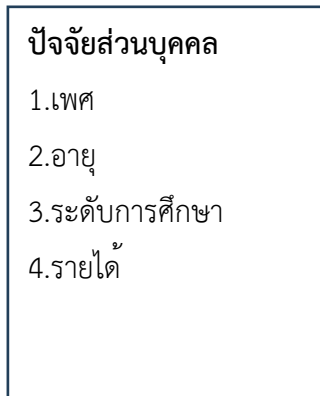 ปัจจัยส่วนบุคคล
1.เพศ
2.อายุ
3.ระดับการศึกษา
4.รายได้